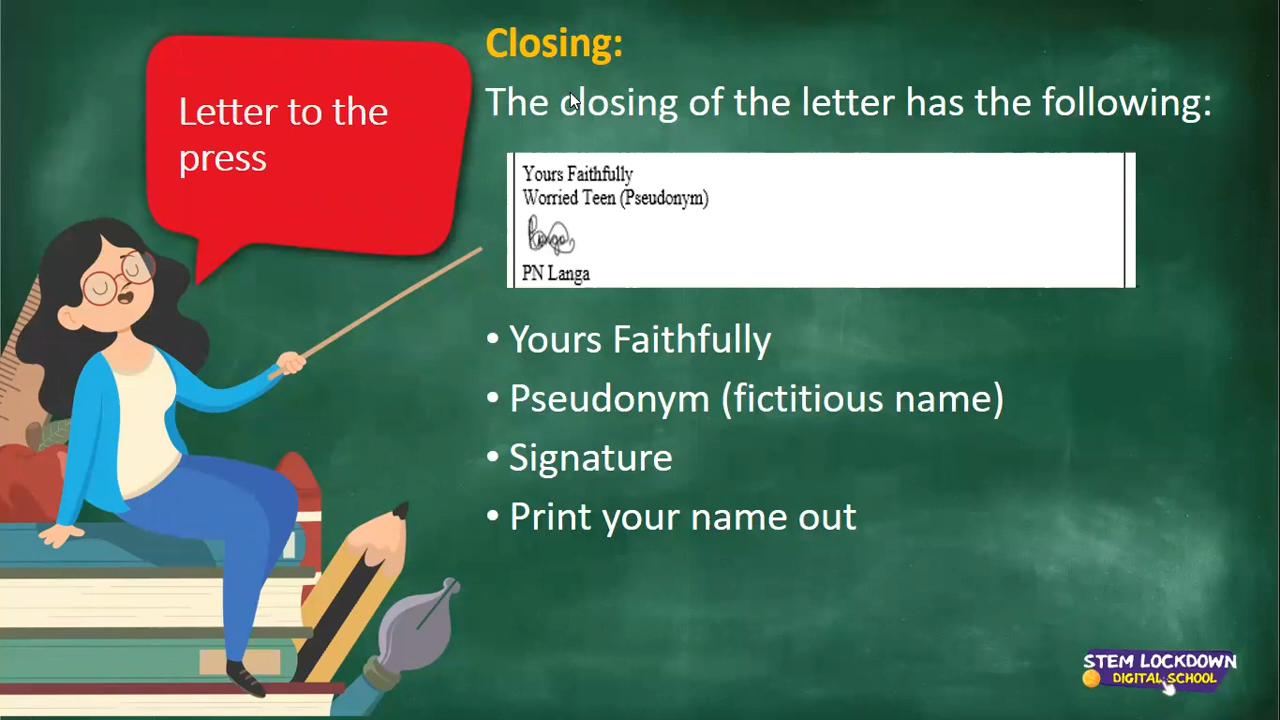 Letter to the
press
Closing:
The closing of the letter has the following:
Yours Faithfully
Worried Teen (Pseudonym)
PN Langa
• Yours Faithfully
• Pseudonym (fictitious name)
• Signature
• Print your name out
STEM LOCKDOWN
DIGITAL SCHOOL